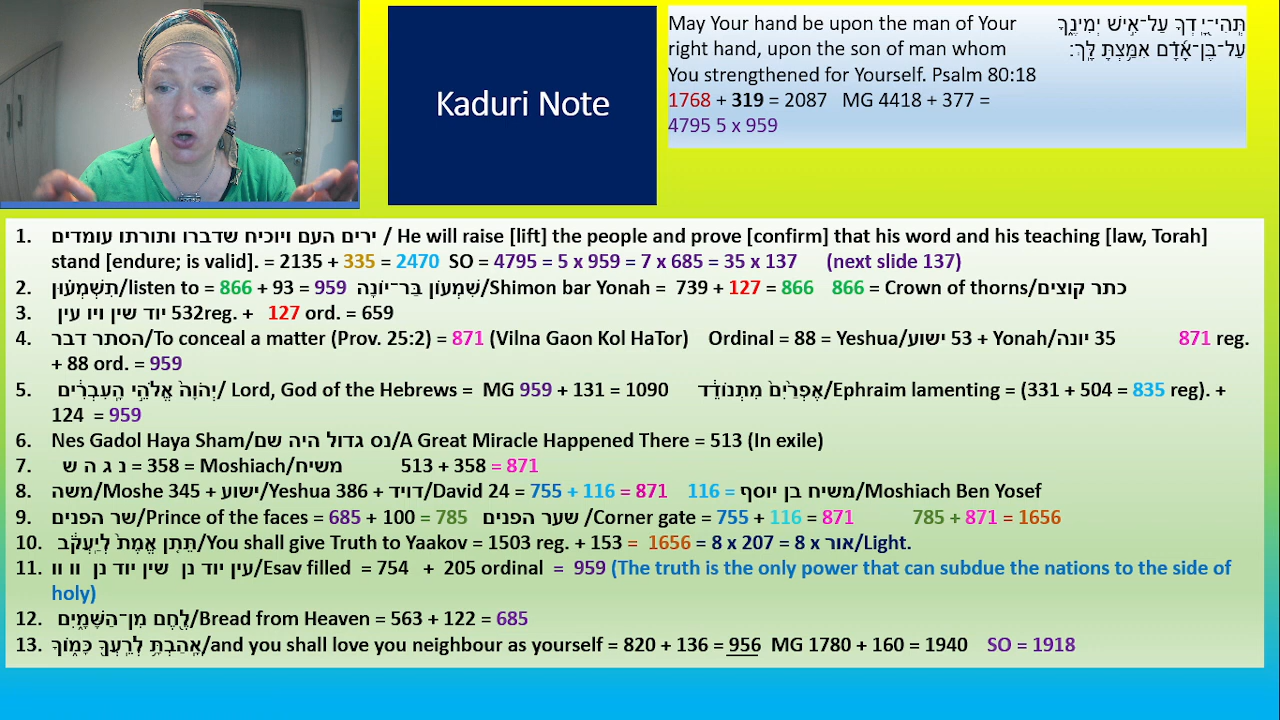 Kaduri Note
May Your hand be upon the man of Your
right hand, upon the son of man whom
You strengthened for Yourself. Psalm 80:18
1768 + 319 = 2087 MG 4418 + 377 =
4795 5 x 959
תְּֽהִי־יָ֭דְךָ עַל־אִ֣ישׁ יְמִינֶ֑ךָ
עַל־בֶּן־אָ֝דָ֗ם אִמַּ֥צְתָּ לָּֽךְ׃
1. ירים העם ויוכיח שדברו ותורתו עומדים / He will raise [lift] the people and prove [confirm] that his word and his teaching [law, Torah]
stand [endure; is valid]. = 2135 + 335 = 2470 SO = 4795 = 5 x 959 = 7 x 685 = 35 x 137 (next slide 137)
2. תִּשְׁמְע֑וּן/listen to = 866 + 93 = 959 שִׁמְע֣וֹן בַּר־יוֹנָ֑ה/Shimon bar Yonah = 739 + 127 = 866 866 = Crown of thorns/כתר קוצים
3. יוד שין ויו עין 532reg. + 127 ord. = 659
4. הסתר דבר/To conceal a matter (Prov. 25:2) = 871 (Vilna Gaon Kol HaTor) Ordinal = 88 = Yeshua/ישוע 53 + Yonah/יונה 35 871 reg.
+ 88 ord. = 959
5. יְהֹוָ֞ה אֱלֹהֵ֤י הָֽעִבְרִ֔ים/ Lord, God of the Hebrews = MG 959 + 131 = 1090 אֶפְרַ֙יִם֙ מִתְנוֹדֵ֔ד/Ephraim lamenting = (331 + 504 = 835 reg). +
124 = 959
6. Nes Gadol Haya Sham/נס גדול היה שם/A Great Miracle Happened There = 513 (In exile)
7. נ ג ה ש = 358 = Moshiach/משיח 513 + 358 = 871
8. משה/Moshe 345 + ישוע/Yeshua 386 + דויד/David 24 = 755 + 116 = 871 116 = משיח בן יוסף/Moshiach Ben Yosef
9. שר הפנים/Prince of the faces = 685 + 100 = 785 שער הפנים /Corner gate = 755 + 116 = 871 785 + 871 = 1656
10. תִּתֵּ֤ן אֱמֶת֙ לְיַֽעֲקֹ֔ב/You shall give Truth to Yaakov = 1503 reg. + 153 = 1656 = 8 x 207 = 8 x אור/Light.
11. עין יוד נן שין יוד נן וו וו/Esav filled = 754 + 205 ordinal = 959 (The truth is the only power that can subdue the nations to the side of
holy)
12. לֶ֖חֶם מִן־הַשָּׁמָ֑יִם/Bread from Heaven = 563 + 122 = 685
13. אָֽהַבְתָּ֥ לְרֵֽעֲךָ֖ כָּמ֑וֹךָ/and you shall love you neighbour as yourself = 820 + 136 = 956 MG 1780 + 160 = 1940 SO = 1918